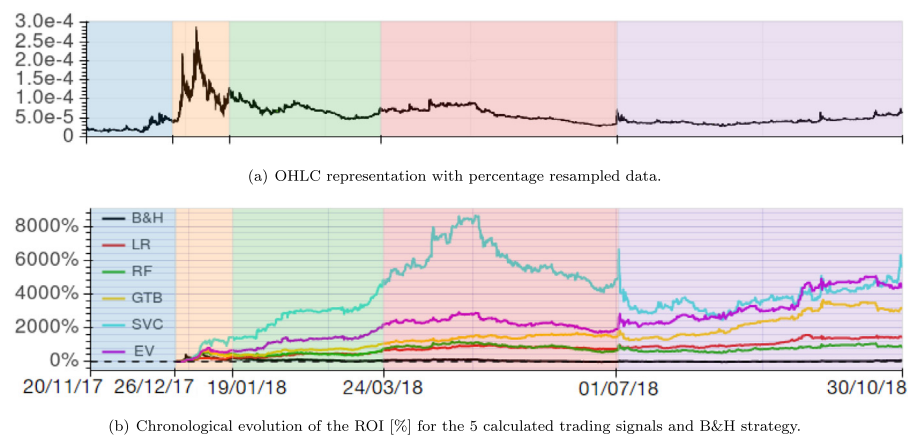 3.0e-4
2.5e-4
2.0e-4
1.5e-4
1.0e-4
5.0e-5
0
(a) OHLC representation with percentage resampled data.
8000%
6000%
4000%
2000%
0%
B&H
LR
RF
GTB
SVC
EV
20/11/17 26/12/17 19/01/18 24/03/18 01/07/18 30/10/18
(b) Chronological evolution of the ROI [%] for the 5 calculated trading signals and B&H strategy.